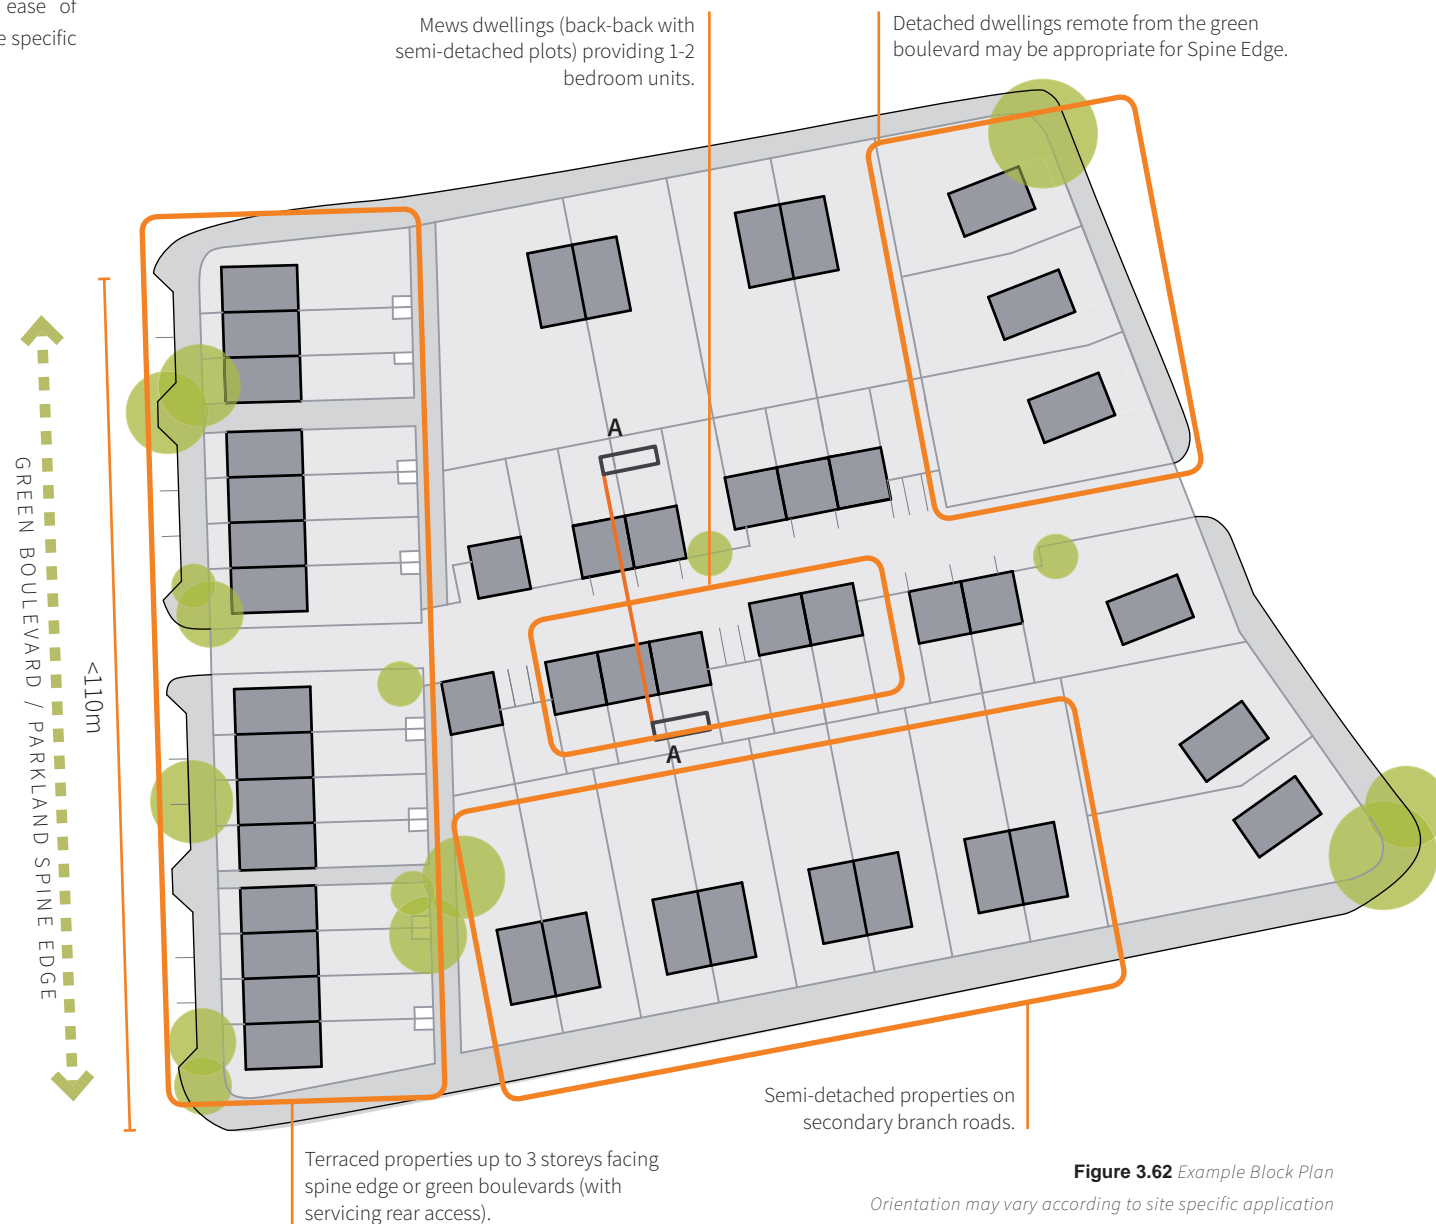 ease of
e specific
Mews dwellings (back-back with
semi-detached plots) providing 1-2
bedroom units.
Detached dwellings remote from the green
boulevard may be appropriate for Spine Edge.
A
GREEN BOULEVARD / PARKLAND SPINE EDGE
<110m
A
Semi-detached properties on
secondary branch roads.
Terraced properties up to 3 storeys facing
spine edge or green boulevards (with
servicing rear access).
Figure 3.62 Example Block Plan
Orientation may vary according to site specific application